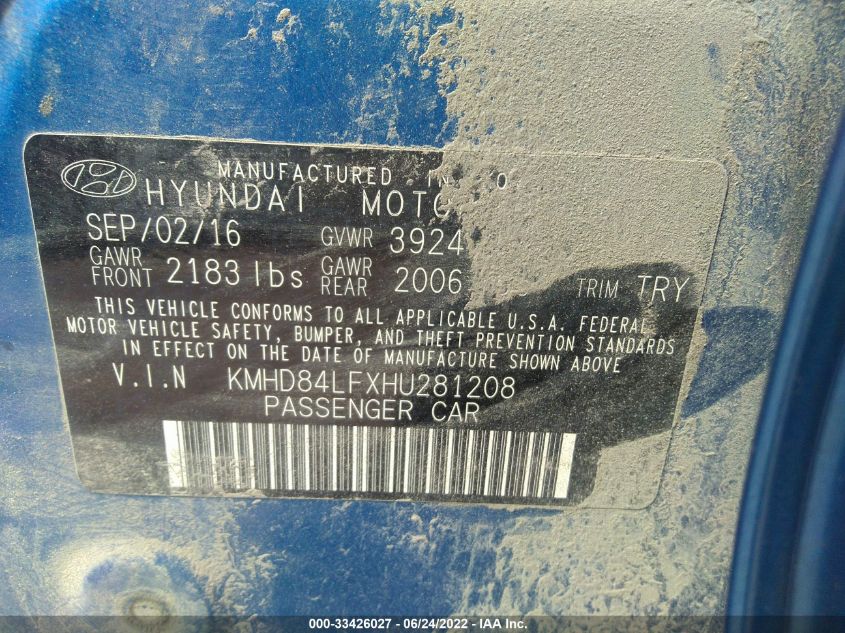 MANUFACTURED IN
HYUNDAI MOTO
SEP/02/16 GVWR 3924
GAWR FRONT 2183 lbs GAWR REAR 2006 TRIM TRY
THIS VEHICLE CONFORMS TO ALL APPLICABLE U.S.A. FEDERAL
MOTOR VEHICLE SAFETY, BUMPER, AND THEFT PREVENTION STANDARDS
IN EFFECT ON THE DATE OF MANUFACTURE SHOWN ABOVE
V.I.N KMHD84LFXHU281208
PASSENGER CAR
000-33426027 - 06/24/2022 - IAA Inc.